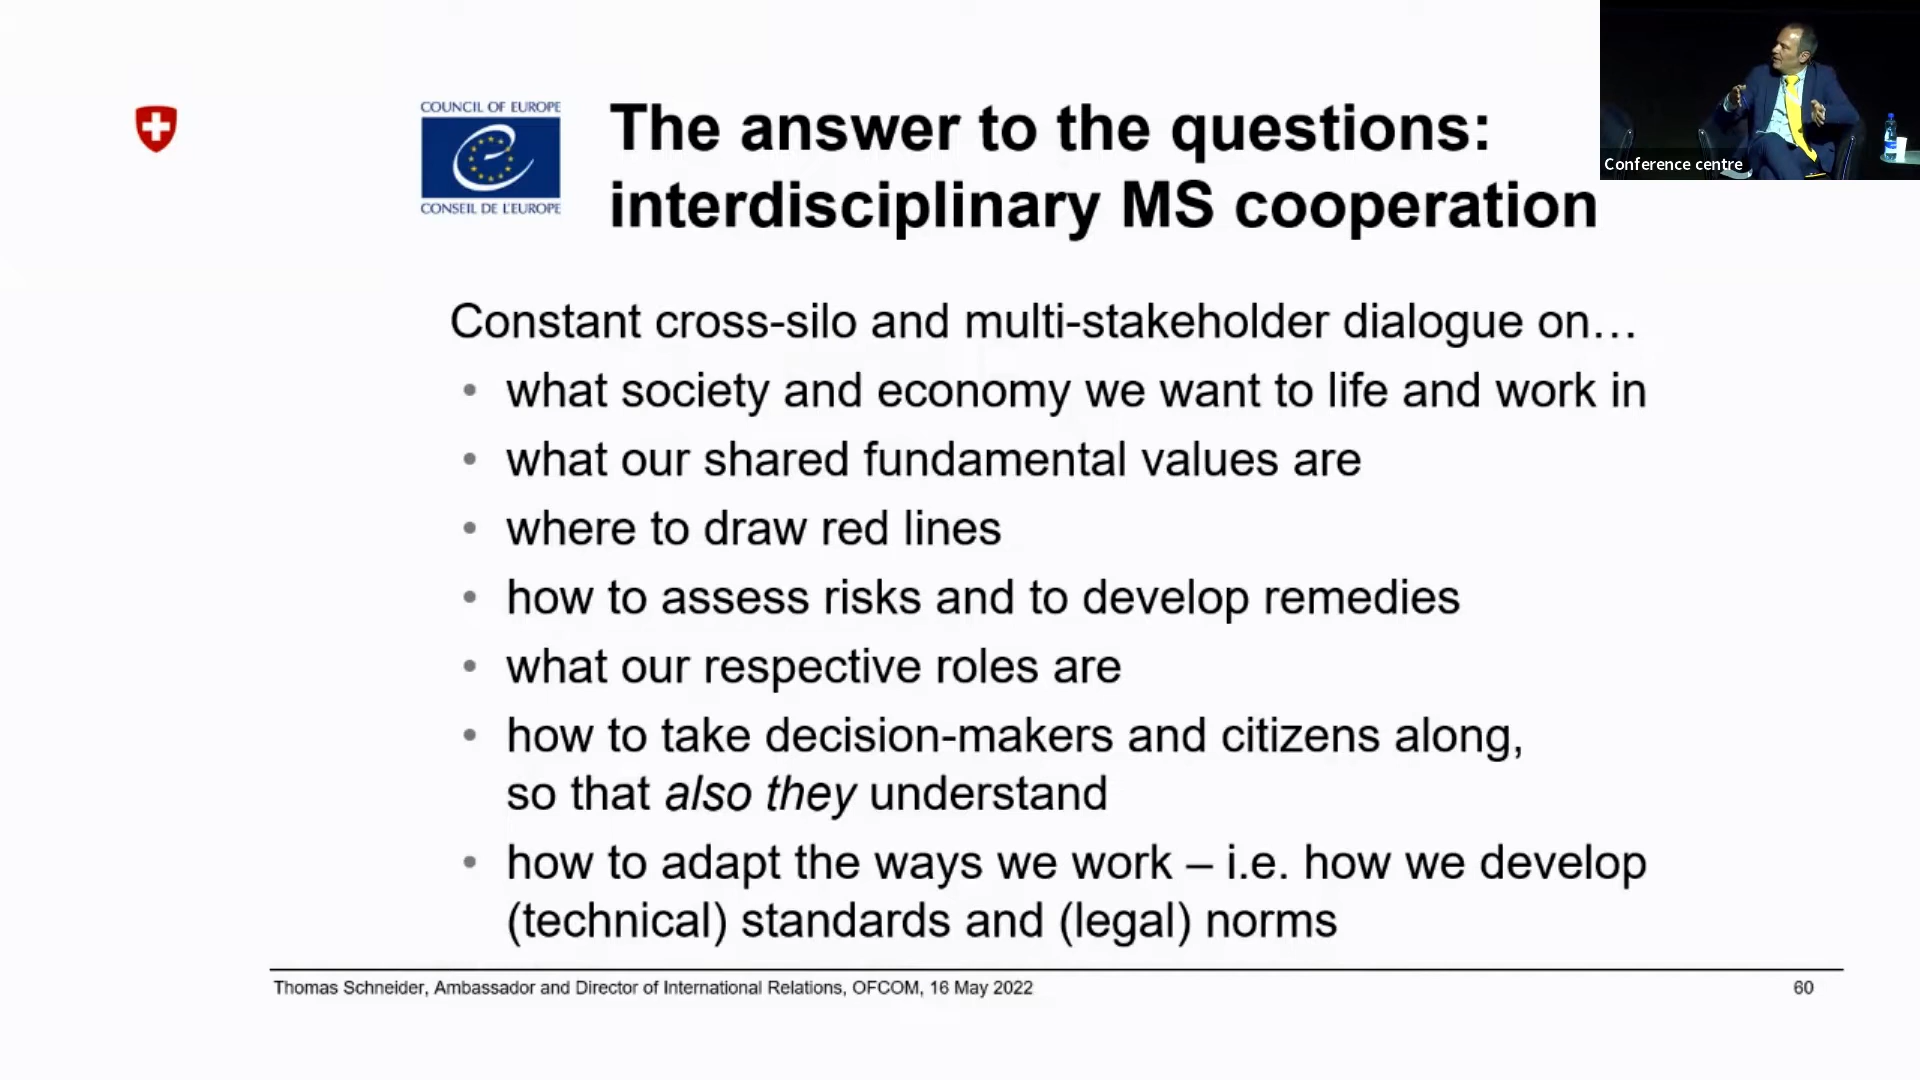 COUNCIL OF EUROPE
CONSEIL DE L'EUROPE
The answer to the questions:
interdisciplinary MS cooperation
Conference centre
Constant cross-silo and multi-stakeholder dialogue on…
• what society and economy we want to life and work in
• what our shared fundamental values are
• where to draw red lines
• how to assess risks and to develop remedies
• what our respective roles are
• how to take decision-makers and citizens along,
so that also they understand
• how to adapt the ways we work – i.e. how we develop
(technical) standards and (legal) norms
Thomas Schneider, Ambassador and Director of International Relations, OFCOM, 16 May 2022
60